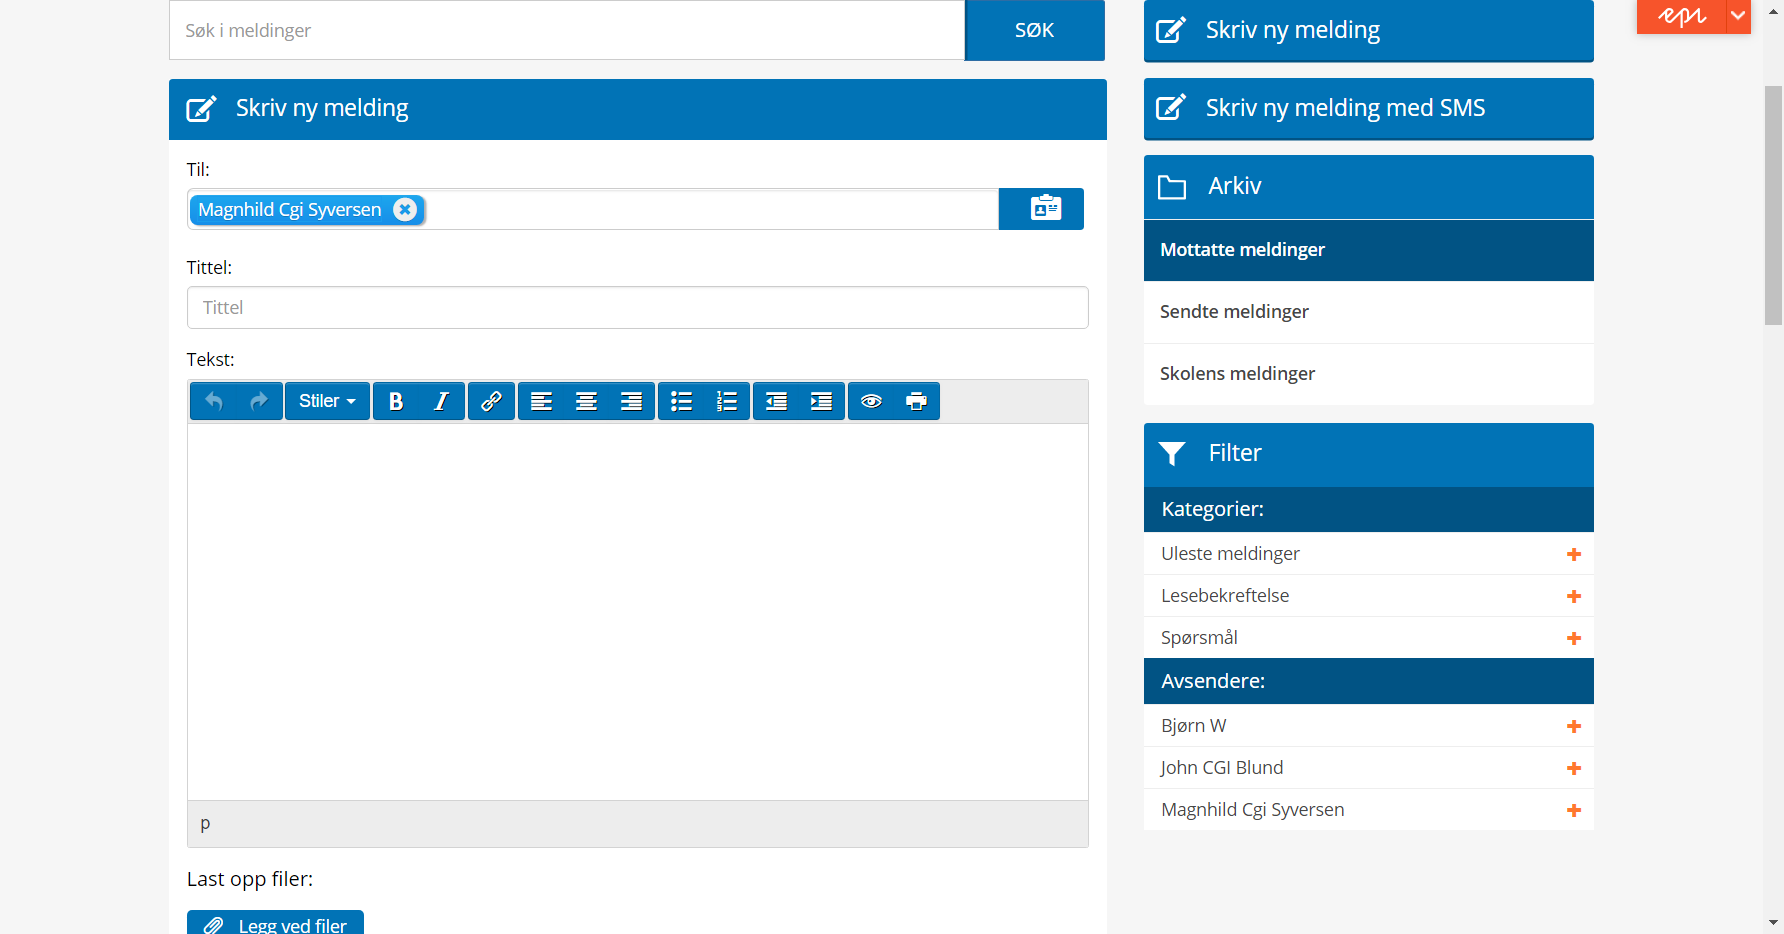 Søk i meldinger
SØK
Skriv ny melding
Til:
Magnhild Cgi Syversen
Tittel:
Tittel
Tekst:
Stiler
B I
p
Last opp filer:
Legg ved filer
Skriv ny melding
Skriv ny melding med SMS
Arkiv
Mottatte meldinger
Sendte meldinger
Skolens meldinger
Filter
Kategorier:
Uleste meldinger
Lesebekreftelse
Spørsmål
Avsendere:
Bjørn W
John CGI Blund
Magnhild Cgi Syversen
epi